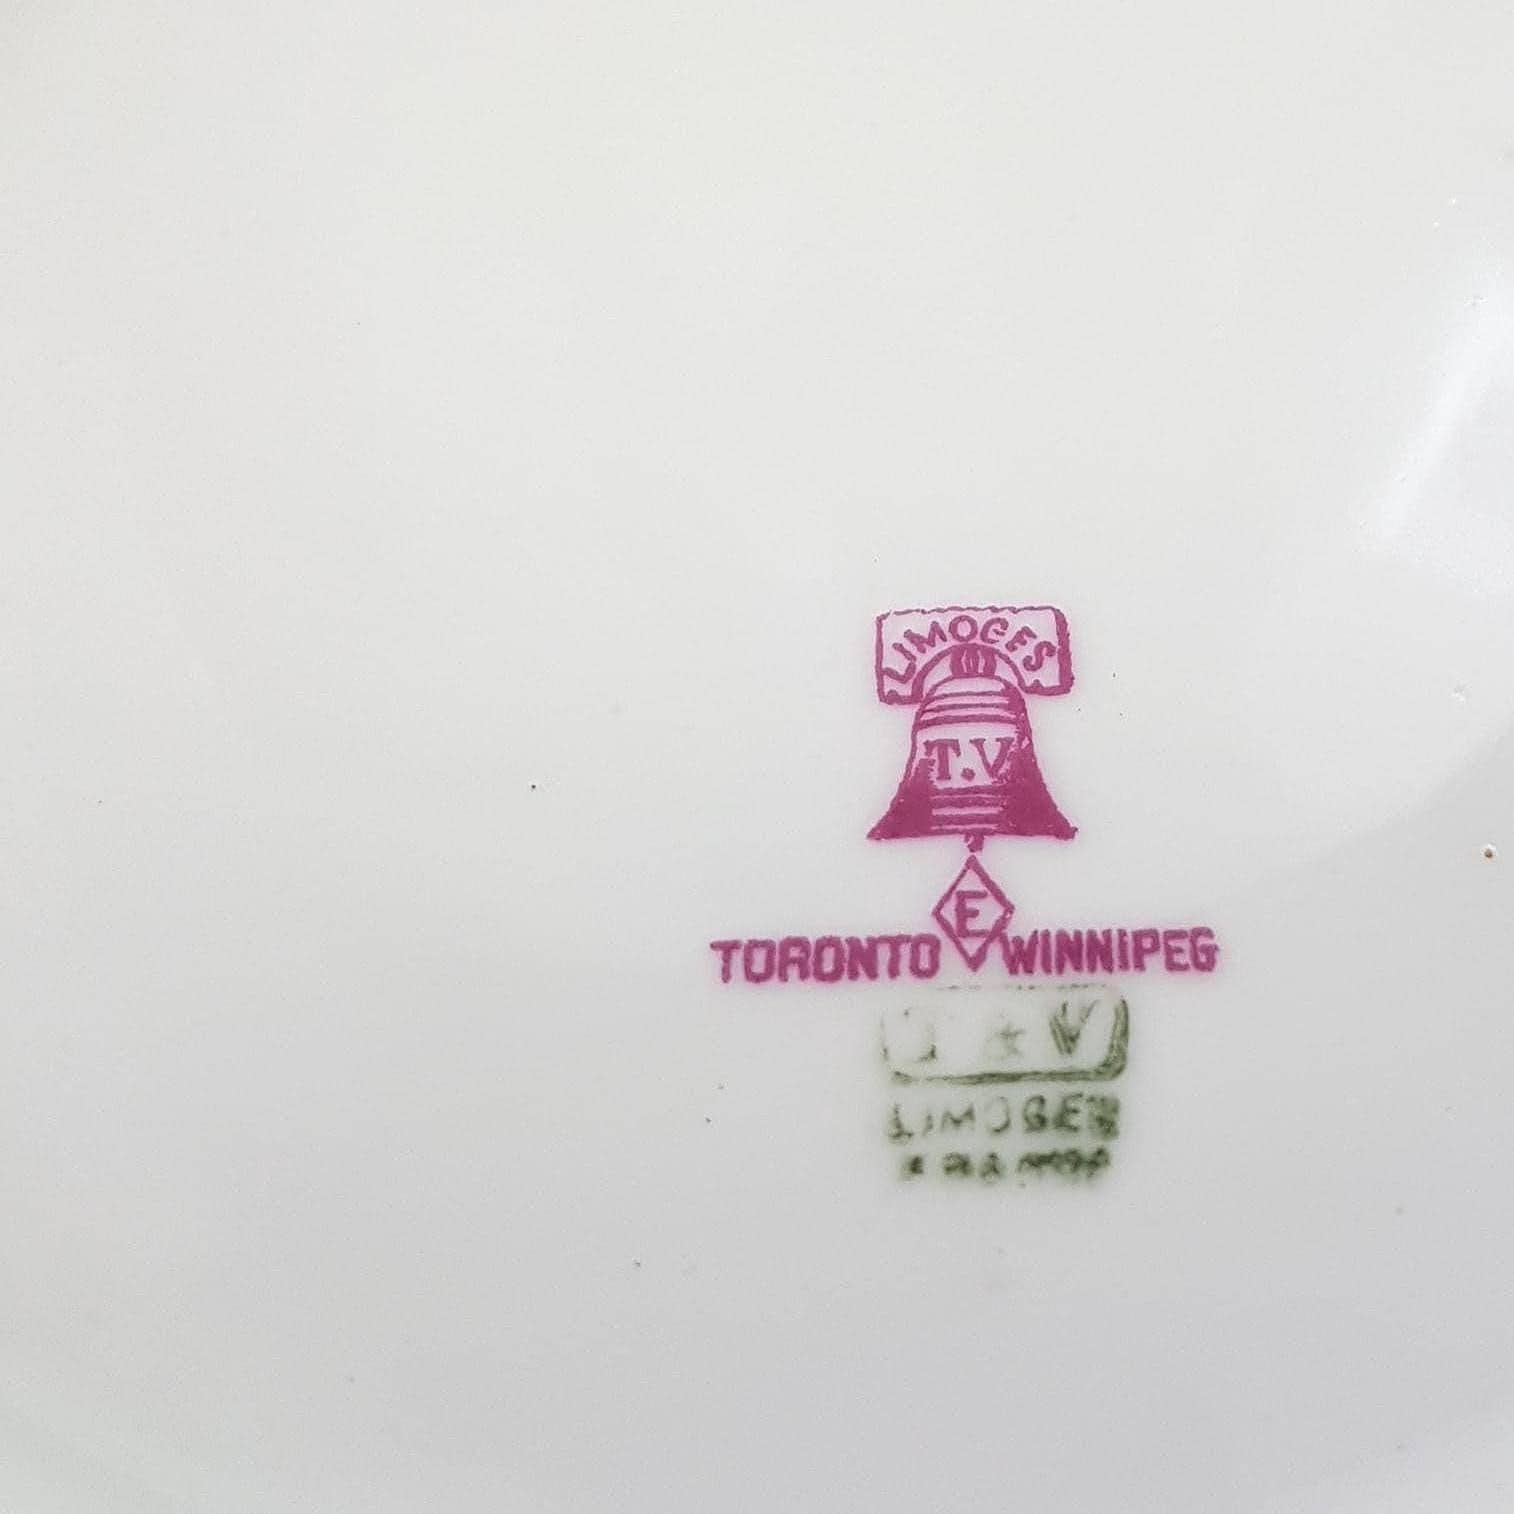 LIMOGES
T.V
E
TORONTO WINNIPEG
LIMOGES